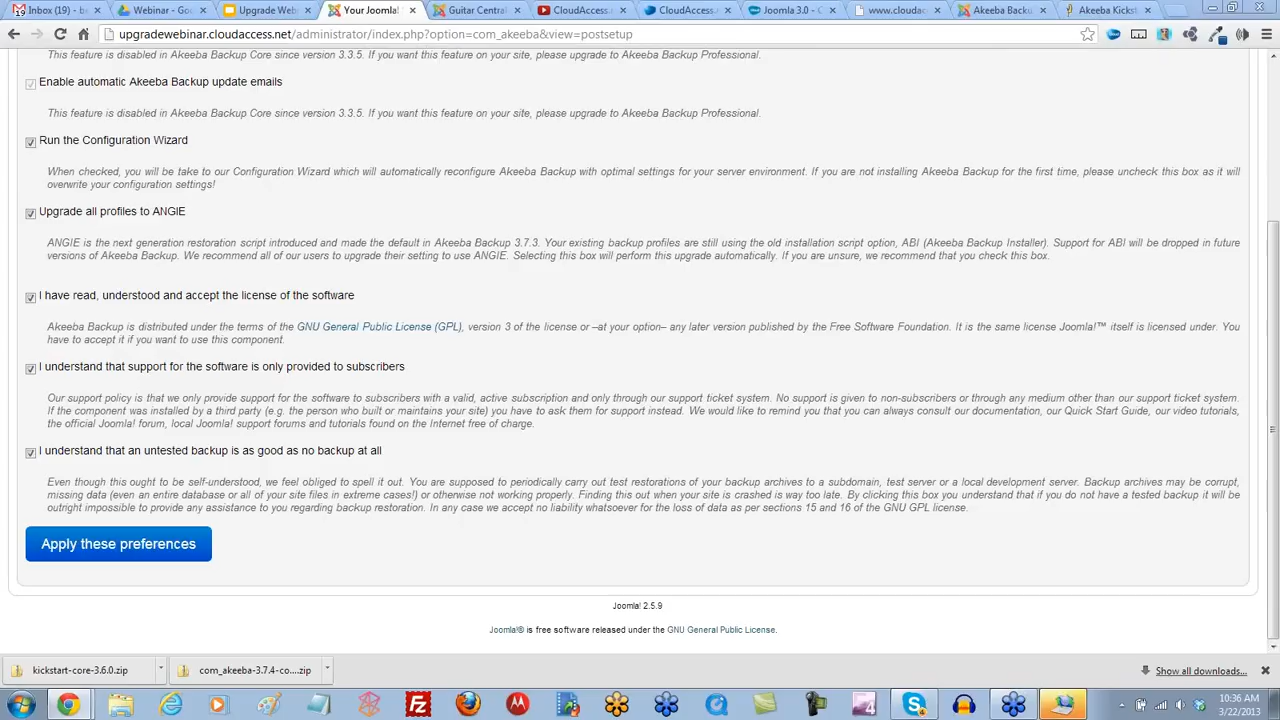 Inbox (19) - b
Webinar - Go
Upgrade Webi
Your Joomla!
Guitar Central
CloudAccess.
CloudAccess.n
Joomla 3.0 - C
www.cloudac
Akeeba Backu
Akeeba Kickst
upgradewebinar.cloudaccess.net/administrator/index.php?option=com_akeeba&view=postsetup
This feature is disabled in Akeeba Backup Core since version 3.3.5. If you want this feature on your site, please upgrade to Akeeba Backup Professional.
Enable automatic Akeeba Backup update emails
This feature is disabled in Akeeba Backup Core since version 3.3.5. If you want this feature on your site, please upgrade to Akeeba Backup Professional.
Run the Configuration Wizard
When checked, you will be take to our Configuration Wizard which will automatically reconfigure Akeeba Backup with optimal settings for your server environment. If you are not installing Akeeba Backup for the first time, please uncheck this box as it will
overwrite your configuration settings!
Upgrade all profiles to ANGIE
ANGIE is the next generation restoration script introduced and made the default in Akeeba Backup 3.7.3. Your existing backup profiles are still using the old installation script option, ABI (Akeeba Backup Installer). Support for ABI will be dropped in future
versions of Akeeba Backup. We recommend all of our users to upgrade their setting to use ANGIE. Selecting this box will perform this upgrade automatically. If you are unsure, we recommend that you check this box.
I have read, understood and accept the license of the software
Akeeba Backup is distributed under the terms of the GNU General Public License (GPL), version 3 of the license or –at your option– any later version published by the Free Software Foundation. It is the same license Joomla!™ itself is licensed under. You
have to accept it if you want to use this component.
I understand that support for the software is only provided to subscribers
Our support policy is that we only provide support for the software to subscribers with a valid, active subscription and only through our support ticket system. No support is given to non-subscribers or through any medium other than our support ticket system.
If the component was installed by a third party (e.g. the person who built or maintains your site) you have to ask them for support instead. We would like to remind you that you can always consult our documentation, our Quick Start Guide, our video tutorials,
the official Joomla! forum, local Joomla! support forums and tutorials found on the Internet free of charge.
I understand that an untested backup is as good as no backup at all
Even though this ought to be self-understood, we feel obliged to spell it out. You are supposed to periodically carry out test restorations of your backup archives to a subdomain, test server or a local development server. Backup archives may be corrupt,
missing data (even an entire database or all of your site files in extreme cases!) or otherwise not working properly. Finding this out when your site is crashed is way too late. By clicking this box you understand that if you do not have a tested backup it will be
outright impossible to provide any assistance to you regarding backup restoration. In any case we accept no liability whatsoever for the loss of data as per sections 15 and 16 of the GNU GPL license.
Apply these preferences
Joomla! 2.5.9
Joomla!® is free software released under the GNU General Public License.
kickstart-core-3.6.0.zip
com_akeeba-3.7.4-co....zip
Show all downloads...
10:36 AM
3/22/2013